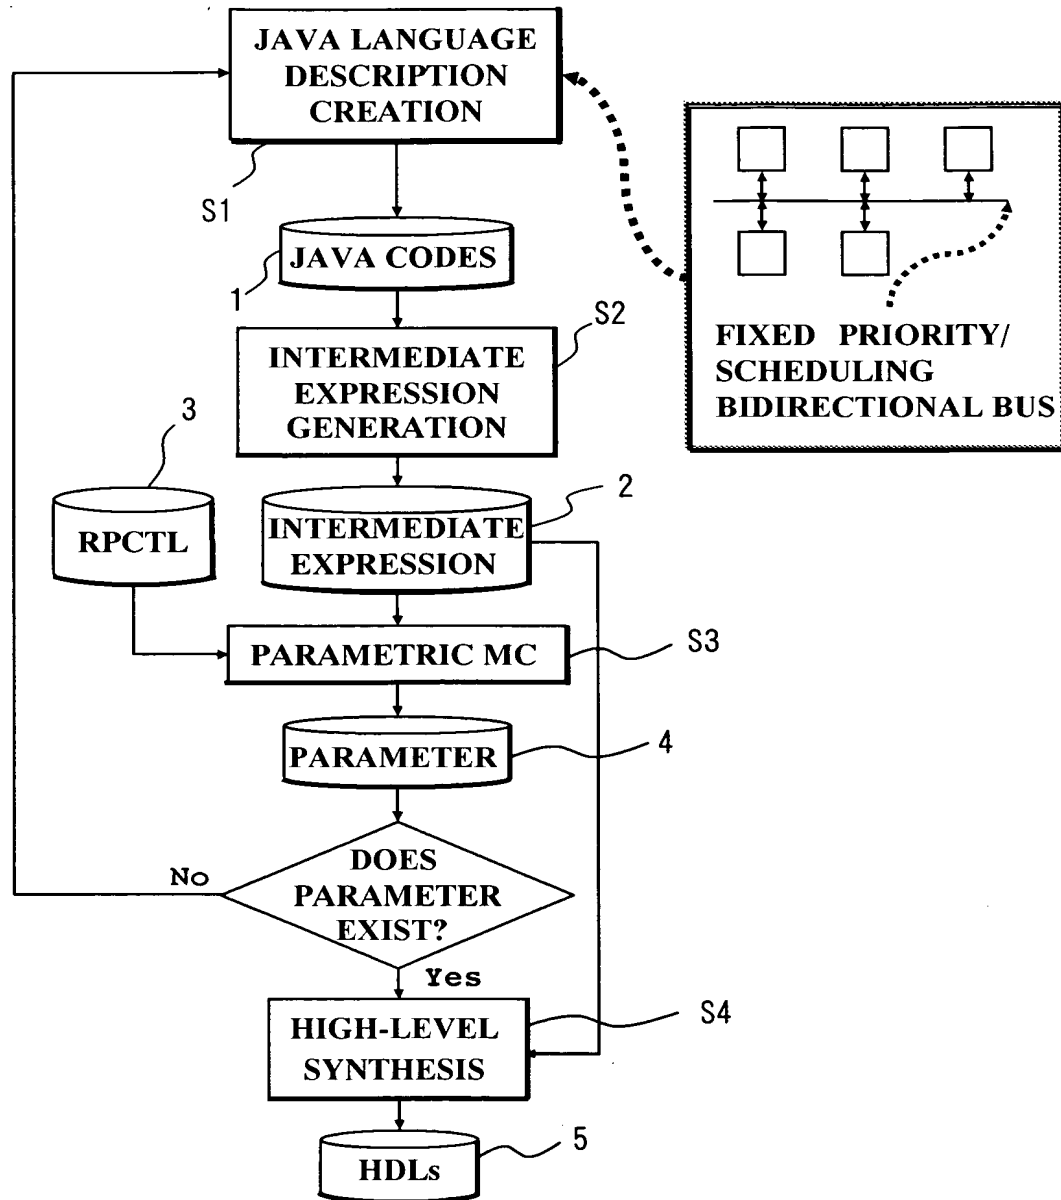 JAVA LANGUAGE
DESCRIPTION
CREATION
S1
JAVA CODES
1
S2
INTERMEDIATE
EXPRESSION
GENERATION
FIXED PRIORITY/
SCHEDULING
BIDIRECTIONAL BUS
3
RPCTL
2
INTERMEDIATE
EXPRESSION
PARAMETRIC MC
S3
PARAMETER
4
No
DOES
PARAMETER
EXIST?
Yes
HIGH-LEVEL
SYNTHESIS
S4
HDLs
5